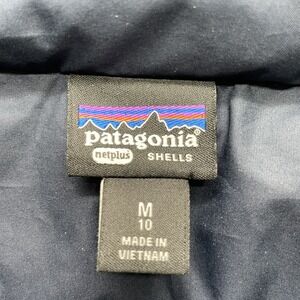 patagonia®
netplus SHELLS
M
10
MADE IN
VIETNAM